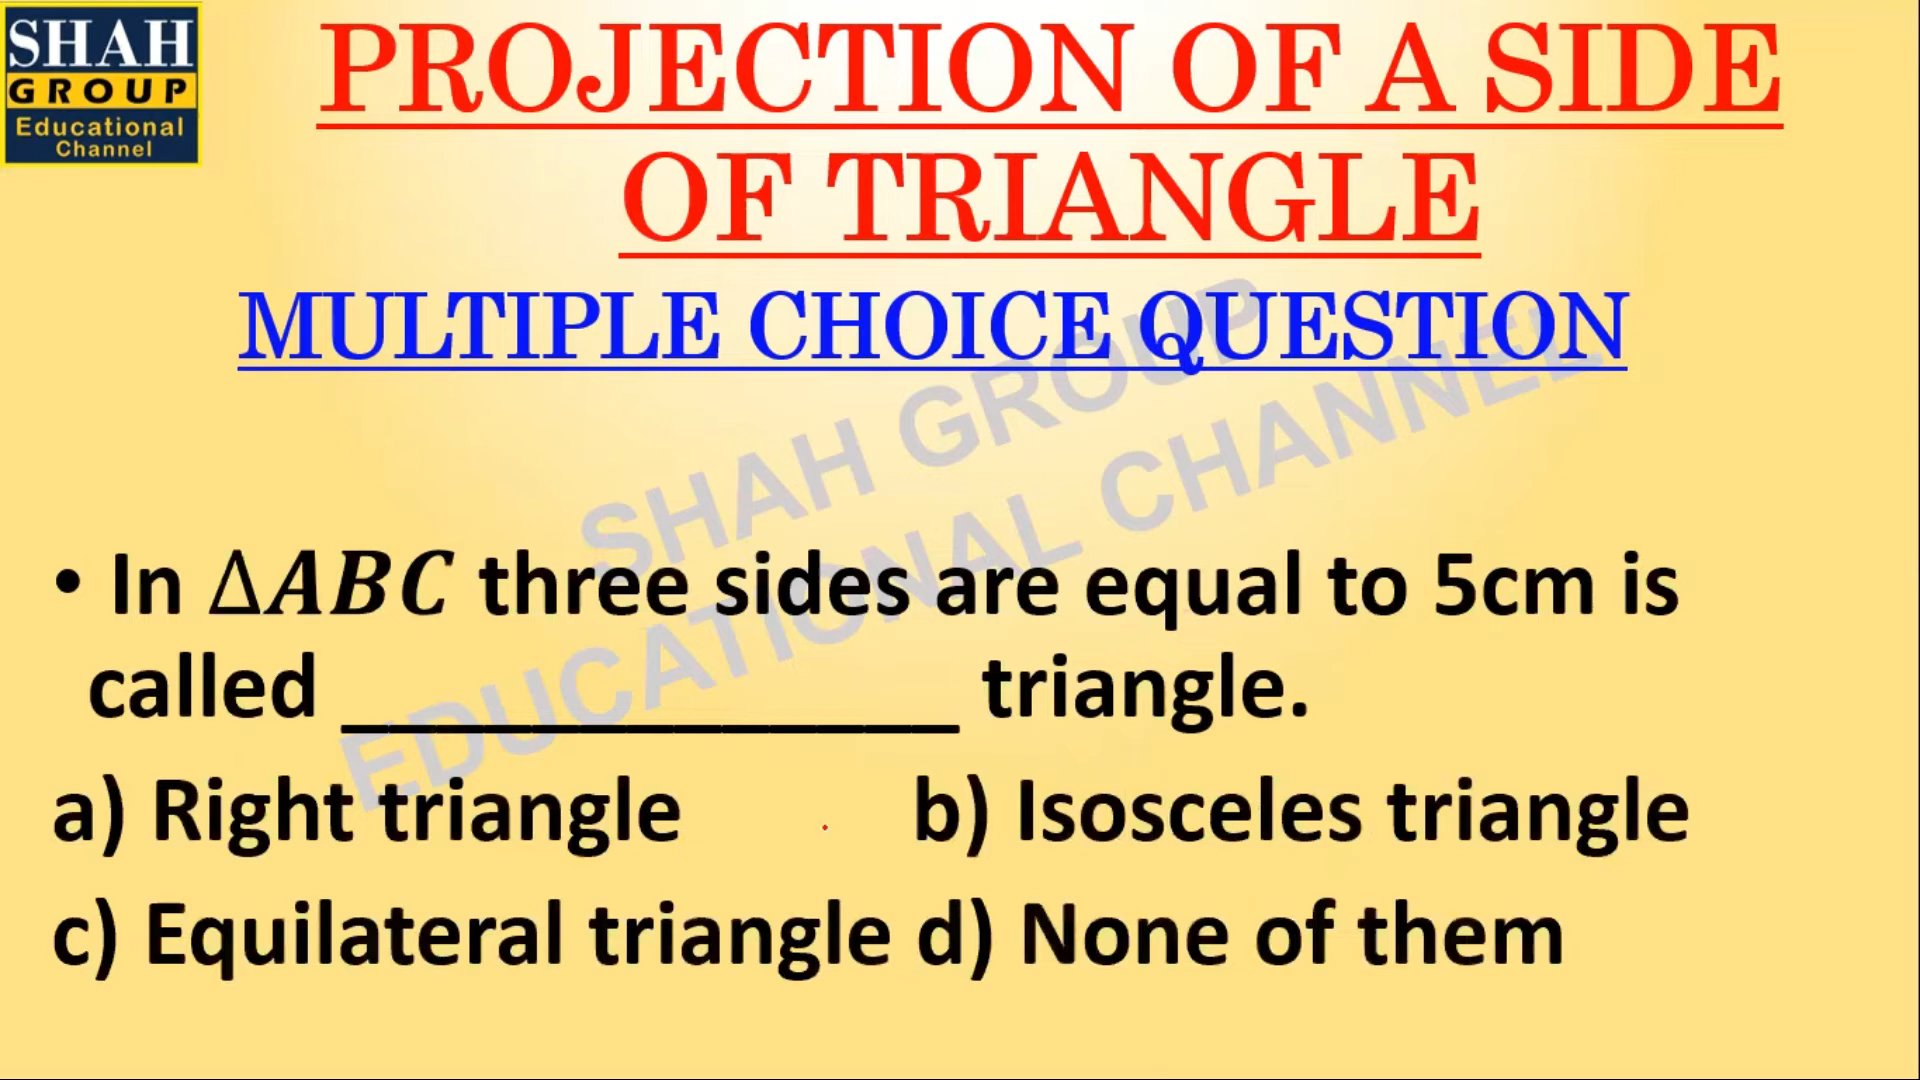 SHAH
GROUP
Educational
Channel
PROJECTION OF A SIDE
OF TRIANGLE
MULTIPLE CHOICE QUESTION
SHAH GROUP
EDUCATIONAL CHANNEL
• In ∆ABC three sides are equal to 5cm is
called _____________ triangle.
a) Right triangle b) Isosceles triangle
c) Equilateral triangle d) None of them